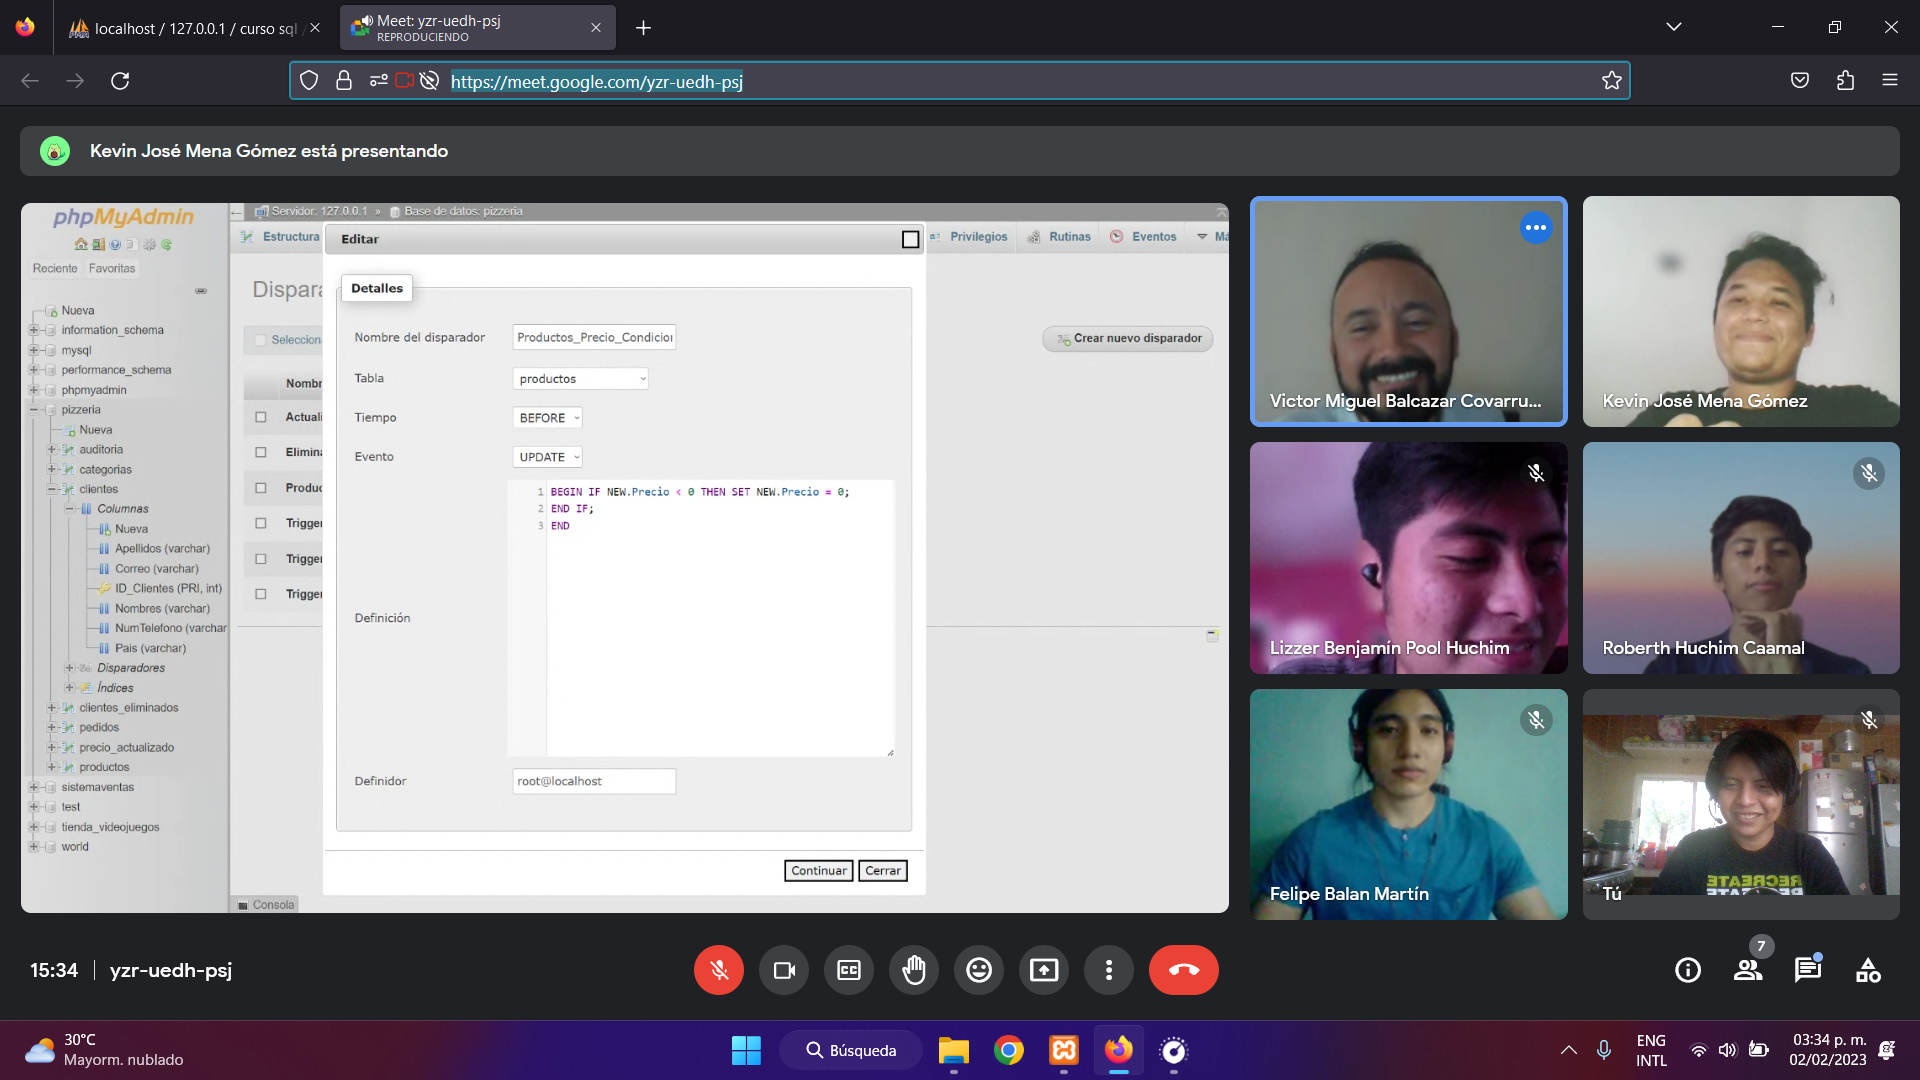 localhost / 127.0.0.1 / curso sql /
Meet: yzr-uedh-psj
REPRODUCIENDO
https://meet.google.com/yzr-uedh-psj
Kevin José Mena Gómez está presentando
phpMyAdmin
Reciente Favoritas
Nueva
information_schema
mysql
performance_schema
phpmyadmin
pizzeria
Nueva
auditoria
categorias
clientes
Columnas
Nueva
Apellidos (varchar)
Correo (varchar)
ID_Clientes (PRI, int)
Nombres (varchar)
NumTelefono (varchar
Pais (varchar)
Disparadores
Índices
clientes_eliminados
pedidos
precio_actualizado
productos
sistemaventas
test
tienda_videojuegos
world
Servidor: 127.0.0.1 » Base de datos: pizzeria
Estructura
Privilegios
Rutinas
Eventos
Má
Dispara
Crear nuevo disparador
Selecciona
Nombr
Actuali
Elimina
Produc
Trigger
Trigger
Trigger
Consola
Editar
Detalles
Nombre del disparador Productos_Precio_Condicion
Tabla productos
Tiempo BEFORE
Evento UPDATE
1 BEGIN IF NEW.Precio < 0 THEN SET NEW.Precio = 0;
2 END IF;
3 END
Definición
Definidor root@localhost
Continuar Cerrar
Victor Miguel Balcazar Covarru...
Kevin José Mena Gómez
Lizzer Benjamín Pool Huchim
Roberth Huchim Caamal
Felipe Balan Martín
RECREATE
Tú
15:34 | yzr-uedh-psj
7
30°C
Mayorm. nublado
Búsqueda
ENG
INTL
03:34 p. m.
02/02/2023